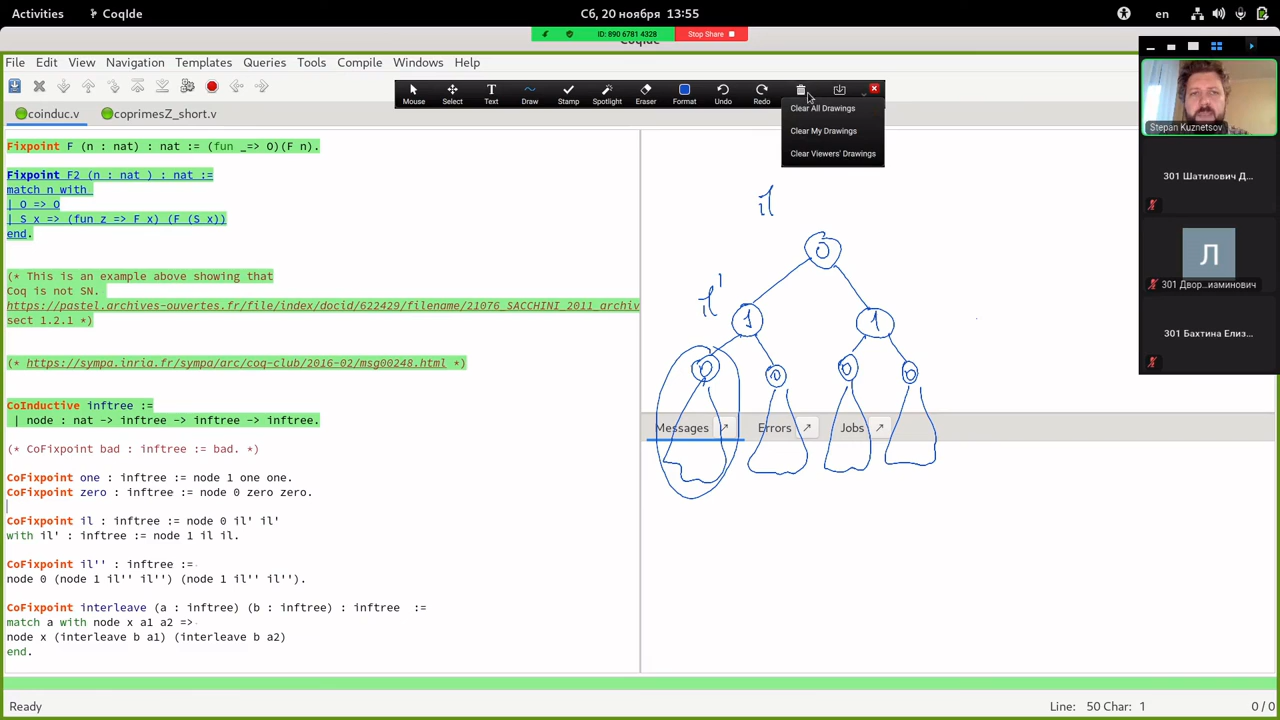 Activities CoqIde Сб, 20 ноября 13:55 en
ID: 890 6781 4328 Stop Share
File Edit View Navigation Templates Queries Tools Compile Windows Help
Mouse Select Text Draw Stamp Spotlight Eraser Format Undo Redo
Clear All Drawings
Clear My Drawings
Clear Viewers' Drawings
Stepan Kuznetsov
301 Шатилович Д...
Л
301 Двор...иаминович
301 Бахтина Елиз...
coinduc.v coprimesZ_short.v
Fixpoint F (n : nat) : nat := (fun _=> O)(F n).
Fixpoint F2 (n : nat ) : nat :=
match n with
| O => O
| S x => (fun z => F x) (F (S x))
end.
(* This is an example above showing that
Coq is not SN.
https://pastel.archives-ouvertes.fr/file/index/docid/622429/filename/21076_SACCHINI_2011_archiv
sect 1.2.1 *)
(* https://sympa.inria.fr/sympa/arc/coq-club/2016-02/msg00248.html *)
CoInductive inftree :=
| node : nat -> inftree -> inftree -> inftree.
(* CoFixpoint bad : inftree := bad. *)
CoFixpoint one : inftree := node 1 one one.
CoFixpoint zero : inftree := node 0 zero zero.
CoFixpoint il : inftree := node 0 il' il'
with il' : inftree := node 1 il il.
CoFixpoint il'' : inftree :=
node 0 (node 1 il'' il'') (node 1 il'' il'').
CoFixpoint interleave (a : inftree) (b : inftree) : inftree :=
match a with node x a1 a2 =>
node x (interleave b a1) (interleave b a2)
end.
il
0
il'
1 1
0 0 0 0
Messages Errors Jobs
Ready Line: 50 Char: 1 0 / 0